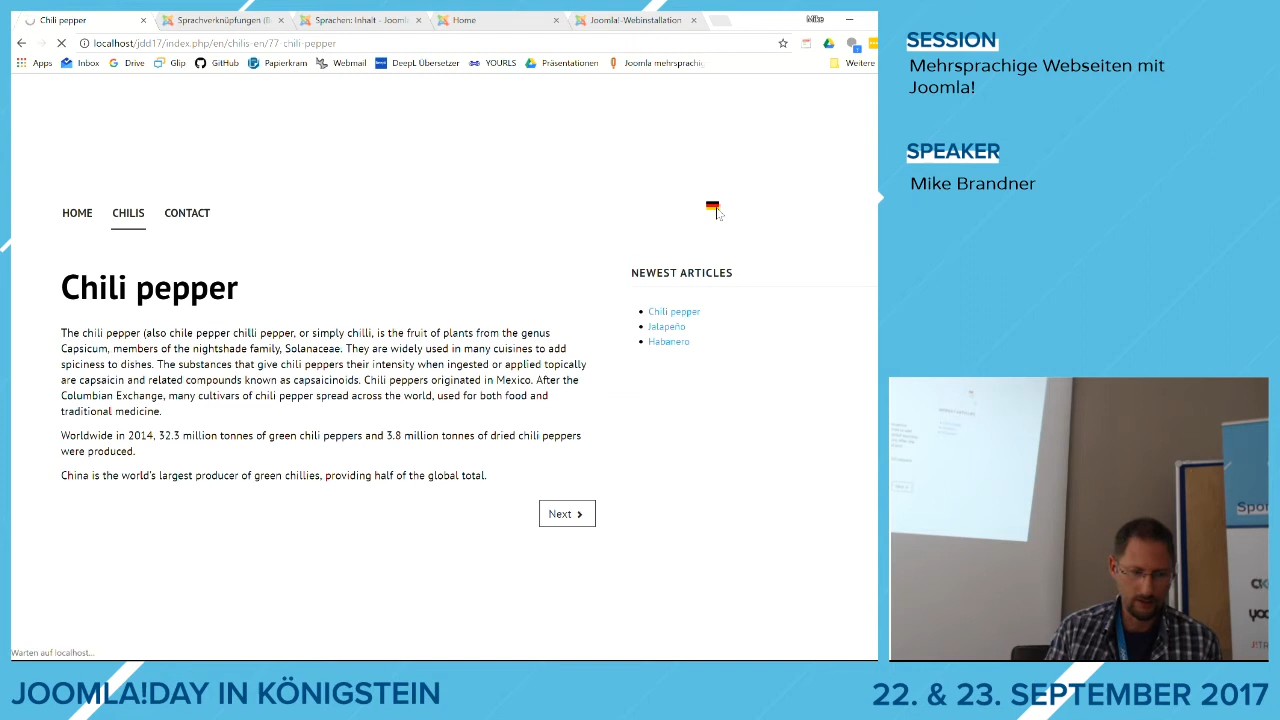 Chili pepper
Sprachverknüpfungen (B
Sprachen: Inhalt - Joomla
Home
Joomla!-Webinstallation
Mike
localhost/jdd17/index.php/en/chilis-en/77-chili-pepper
Apps
Inbox
Drive
Glip
GitHub
Papierkram
Webmail
DeepL Übersetzer
YOURLS
Präsentationen
Joomla mehrsprachig
Weitere
HOME
CHILIS
CONTACT
Chili pepper
The chili pepper (also chile pepper chilli pepper, or simply chilli, is the fruit of plants from the genus
Capsicum, members of the nightshade family, Solanaceae. They are widely used in many cuisines to add
spiciness to dishes. The substances that give chili peppers their intensity when ingested or applied topically
are capsaicin and related compounds known as capsaicinoids. Chili peppers originated in Mexico. After the
Columbian Exchange, many cultivars of chili pepper spread across the world, used for both food and
traditional medicine.
Worldwide in 2014, 32.3 million tonnes of green chili peppers and 3.8 million tonnes of dried chili peppers
were produced.
China is the world's largest producer of green chillies, providing half of the global total.
Next
NEWEST ARTICLES
Chili pepper
Jalapeño
Habanero
Warten auf localhost...
SESSION
Mehrsprachige Webseiten mit
Joomla!
SPEAKER
Mike Brandner
Spor
JOOMLA!DAY IN KÖNIGSTEIN
22. & 23. SEPTEMBER 2017